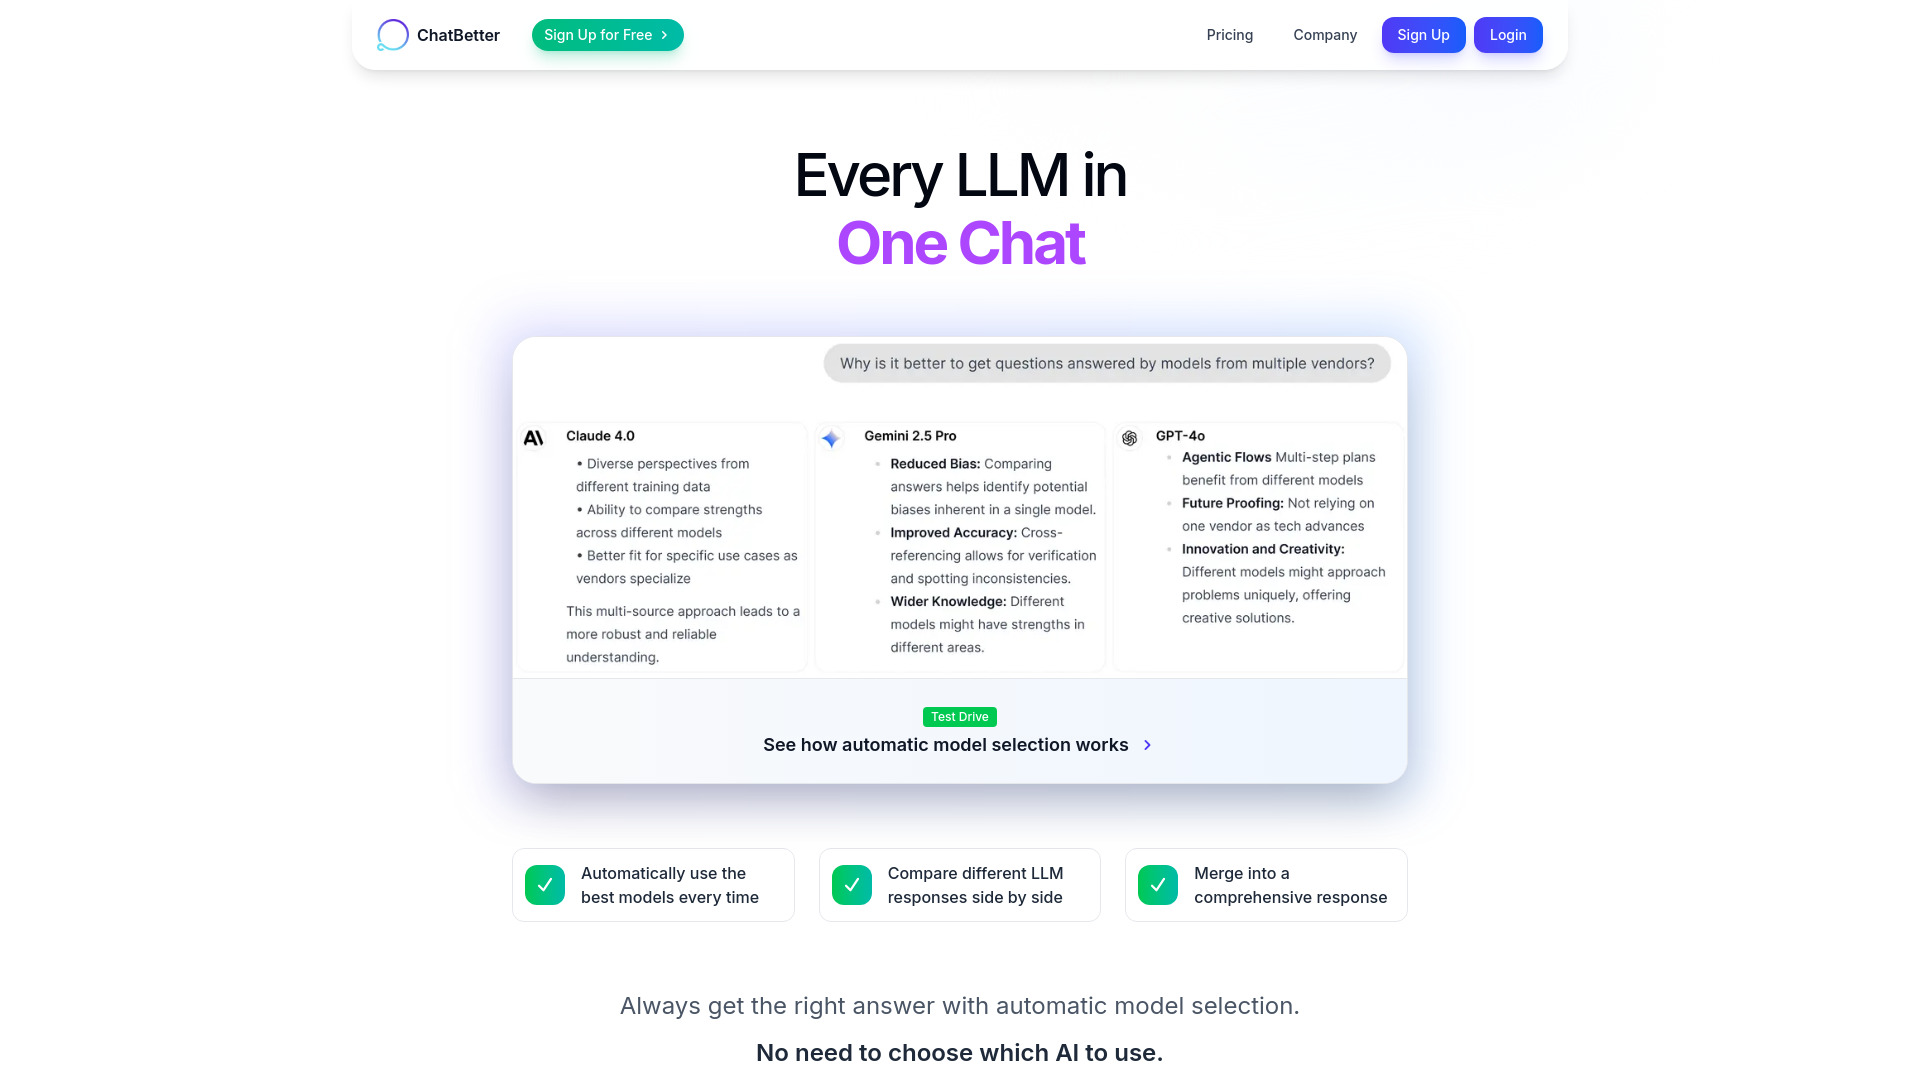 ChatBetter
Sign Up for Free
Pricing
Company
Sign Up
Login
Every LLM in
One Chat
Why is it better to get questions answered by models from multiple vendors?
Claude 4.0
• Diverse perspectives from
different training data
• Ability to compare strengths
across different models
• Better fit for specific use cases as
vendors specialize
This multi-source approach leads to a
more robust and reliable
understanding.
Gemini 2.5 Pro
• Reduced Bias: Comparing
answers helps identify potential
biases inherent in a single model.
• Improved Accuracy: Cross-
referencing allows for verification
and spotting inconsistencies.
• Wider Knowledge: Different
models might have strengths in
different areas.
GPT-4o
• Agentic Flows Multi-step plans
benefit from different models
• Future Proofing: Not relying on
one vendor as tech advances
• Innovation and Creativity:
Different models might approach
problems uniquely, offering
creative solutions.
Test Drive
See how automatic model selection works
Automatically use the
best models every time
Compare different LLM
responses side by side
Merge into a
comprehensive response
Always get the right answer with automatic model selection.
No need to choose which AI to use.